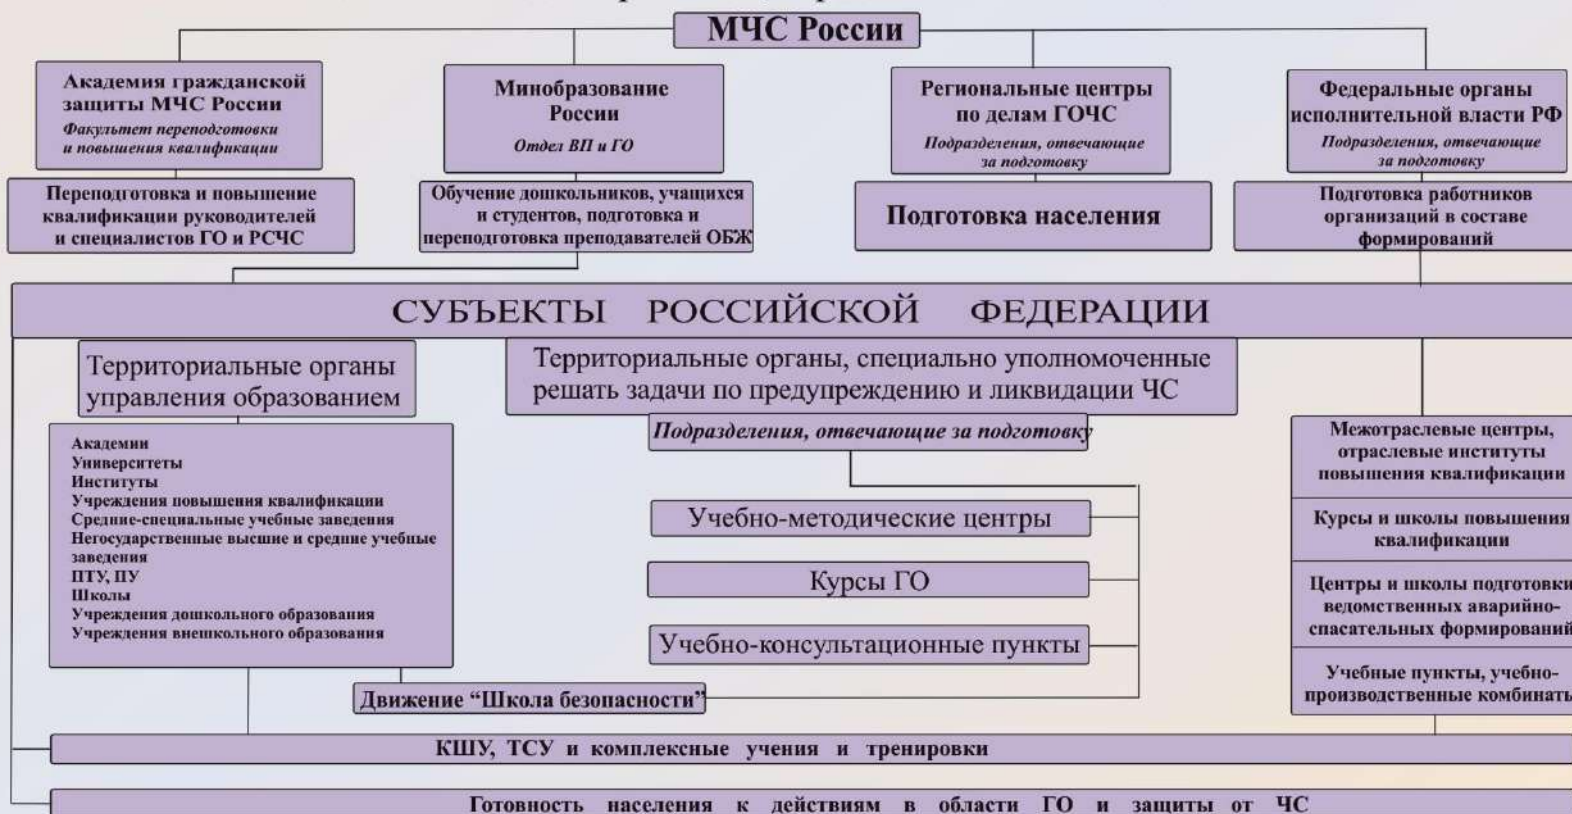 МЧС России
Академия гражданской
защиты МЧС России
Факультет переподготовки
и повышения квалификации
Минобразование
России
Отдел ВП и ГО
Региональные центры
по делам ГОЧС
Подразделения, отвечающие
за подготовку
Федеральные органы
исполнительной власти РФ
Подразделения, отвечающие
за подготовку
Переподготовка и повышение
квалификации руководителей
и специалистов ГО и РСЧС
Обучение дошкольников, учащихся
и студентов, подготовка и
переподготовка преподавателей ОБЖ
Подготовка населения
Подготовка работников
организаций в составе
формирований
СУБЪЕКТЫ РОССИЙСКОЙ ФЕДЕРАЦИИ
Территориальные органы
управления образованием
Территориальные органы, специально уполномоченные
решать задачи по предупреждению и ликвидации ЧС
Подразделения, отвечающие за подготовку
Академии
Университеты
Институты
Учреждения повышения квалификации
Средние-специальные учебные заведения
Негосударственные высшие и средние учебные
заведения
ПТУ, ПУ
Школы
Учреждения дошкольного образования
Учреждения внешкольного образования
Учебно-методические центры
Курсы ГО
Учебно-консультационные пункты
Движение “Школа безопасности”
Межотраслевые центры,
отраслевые институты
повышения квалификации
Курсы и школы повышения
квалификации
Центры и школы подготовки
ведомственных аварийно-
спасательных формирований
Учебные пункты, учебно-
производственные комбинаты
КШУ, ТСУ и комплексные учения и тренировки
Готовность населения к действиям в области ГО и защиты от ЧС